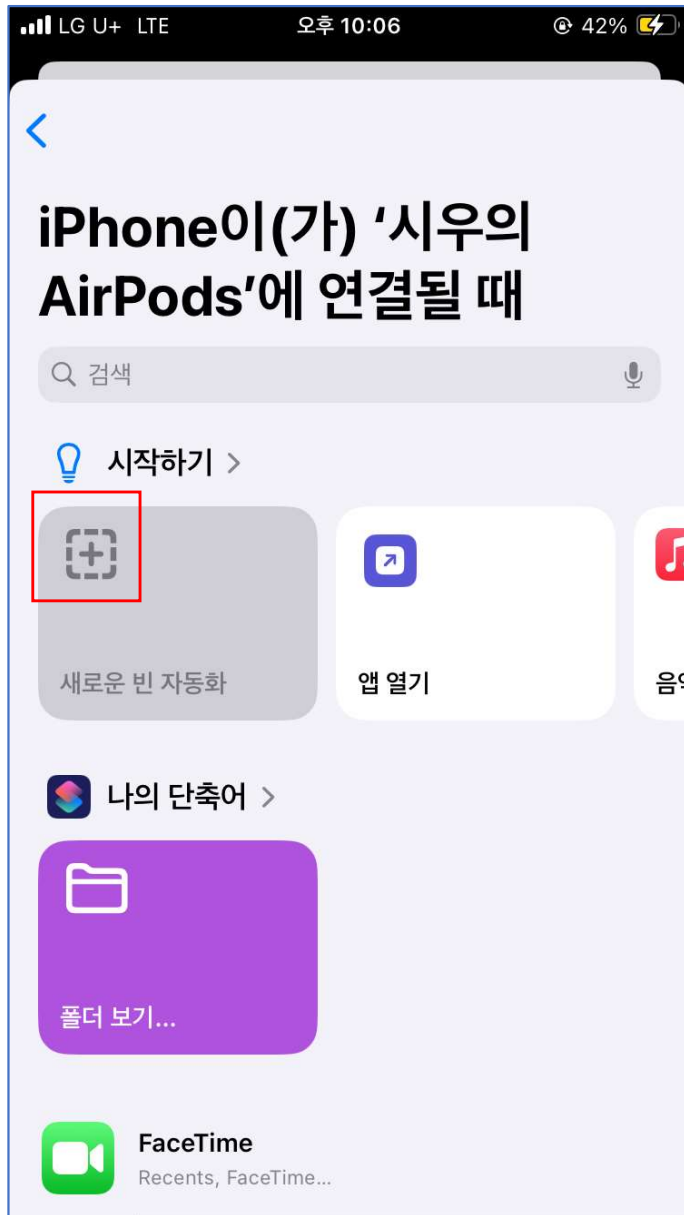 LG U+ LTE 오후 10:06 42%
iPhone이(가) ‘시우의
AirPods’에 연결될 때
검색
시작하기
새로운 빈 자동화 앱 열기
나의 단축어
폴더 보기...
FaceTime
Recents, FaceTime...